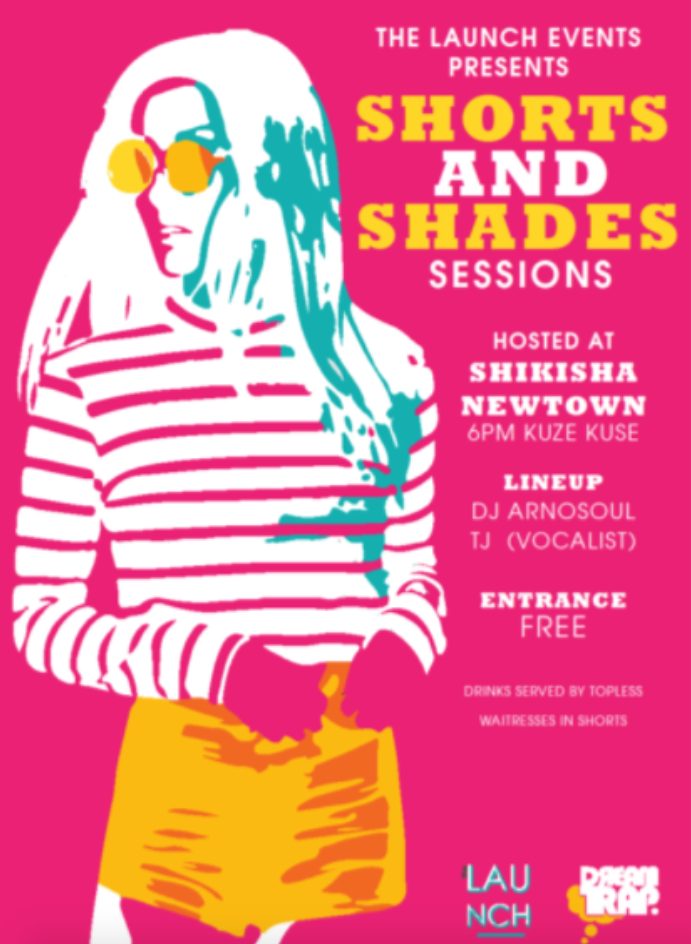 THE LAUNCH EVENTS
PRESENTS
SHORTS
AND
SHADES
SESSIONS
HOSTED AT
SHIKISHA
NEWTOWN
6PM KUZE KUSE
LINEUP
DJ ARNOSOUL
TJ (VOCALIST)
ENTRANCE
FREE
DRINKS SERVED BY TOPLESS
WAITRESSES IN SHORTS
LAU
NCH
DREAM
TRAP.